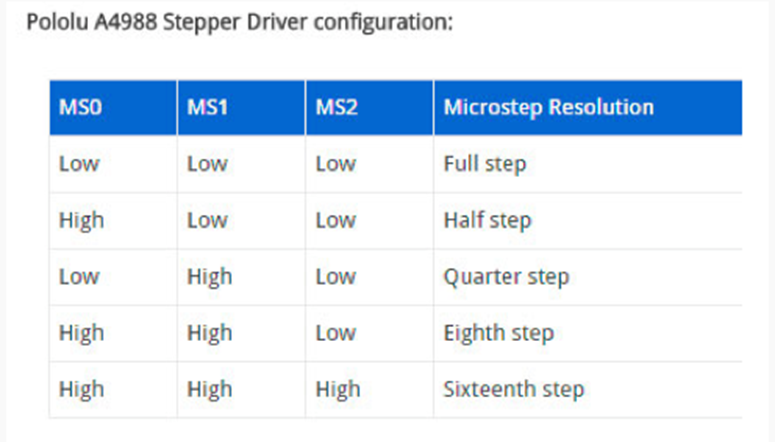 Pololu A4988 Stepper Driver configuration:
MS0 MS1 MS2 Microstep Resolution
Low Low Low Full step
High Low Low Half step
Low High Low Quarter step
High High Low Eighth step
High High High Sixteenth step